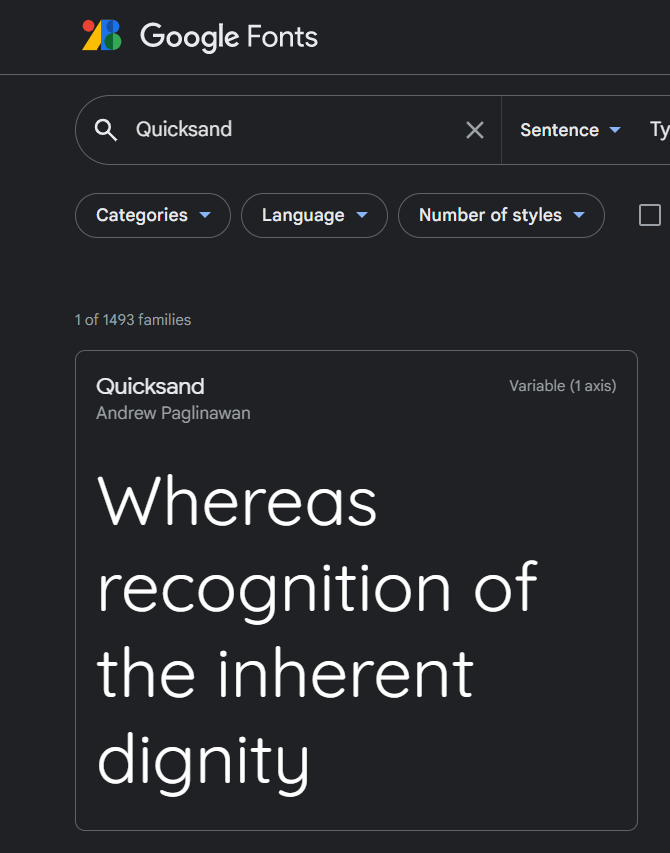 Google Fonts
Quicksand
Sentence
Ty
Categories
Language
Number of styles
1 of 1493 families
Quicksand
Variable (1 axis)
Andrew Paglinawan
Whereas
recognition of
the inherent
dignity